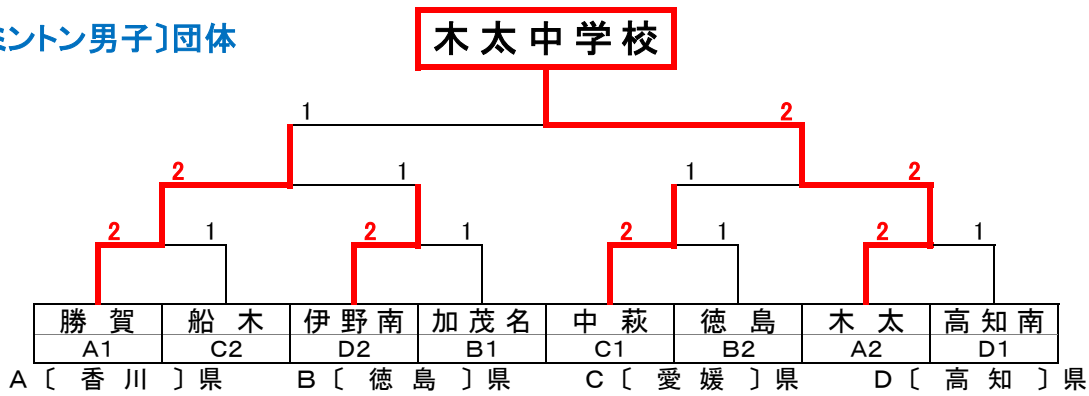 ミントン男子〕団体
木太中学校
1 2
2 1 1 2
2 1 2 1 2 1 2 1
勝賀 船木 伊野南 加茂名 中萩 徳島 木太 高知南
A1 C2 D2 B1 C1 B2 A2 D1
A〔 香川 〕県 B〔 徳島 〕県 C〔 愛媛 〕県 D〔 高知 〕県